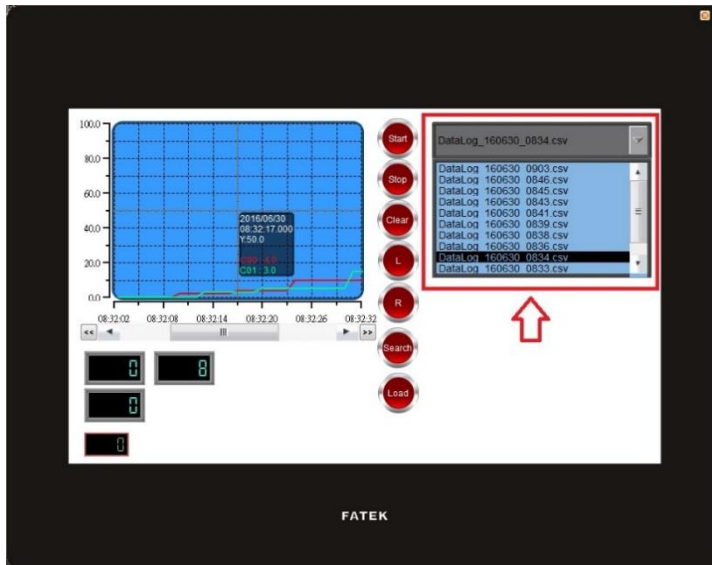 100.0
80.0
60.0
40.0
20.0
0.0
2016/06/30
08:32:17.000
Y:50.0
C00 : 4.0
C01 : 3.0
08:32:02 08:32:08 08:32:14 08:32:20 08:32:26 08:32:32
<< >>
0 8
0
0
Start
Stop
Clear
L
R
Search
Load
DataLog_160630_0834.csv
DataLog_160630_0903.csv
DataLog_160630_0846.csv
DataLog_160630_0845.csv
DataLog_160630_0843.csv
DataLog_160630_0841.csv
DataLog_160630_0839.csv
DataLog_160630_0838.csv
DataLog_160630_0836.csv
DataLog_160630_0834.csv
DataLog_160630_0833.csv
FATEK